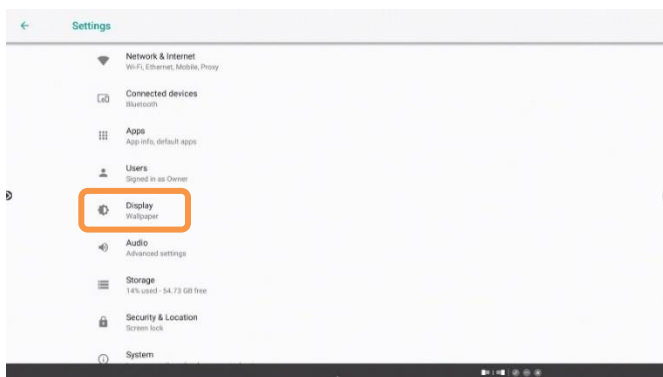 Settings
Network & Internet
Wi-Fi, Ethernet, Mobile, Proxy
Connected devices
Bluetooth
Apps
App info, default apps
Users
Signed in as Owner
Display
Wallpaper
Audio
Advanced settings
Storage
14% used - 54.73 GB free
Security & Location
Screen lock
System